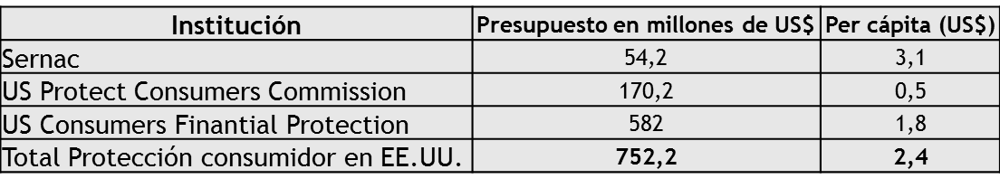 Institución Presupuesto en millones de US$ Per cápita (US$)
Sernac 54,2 3,1
US Protect Consumers Commission 170,2 0,5
US Consumers Finantial Protection 582 1,8
Total Protección consumidor en EE.UU. 752,2 2,4